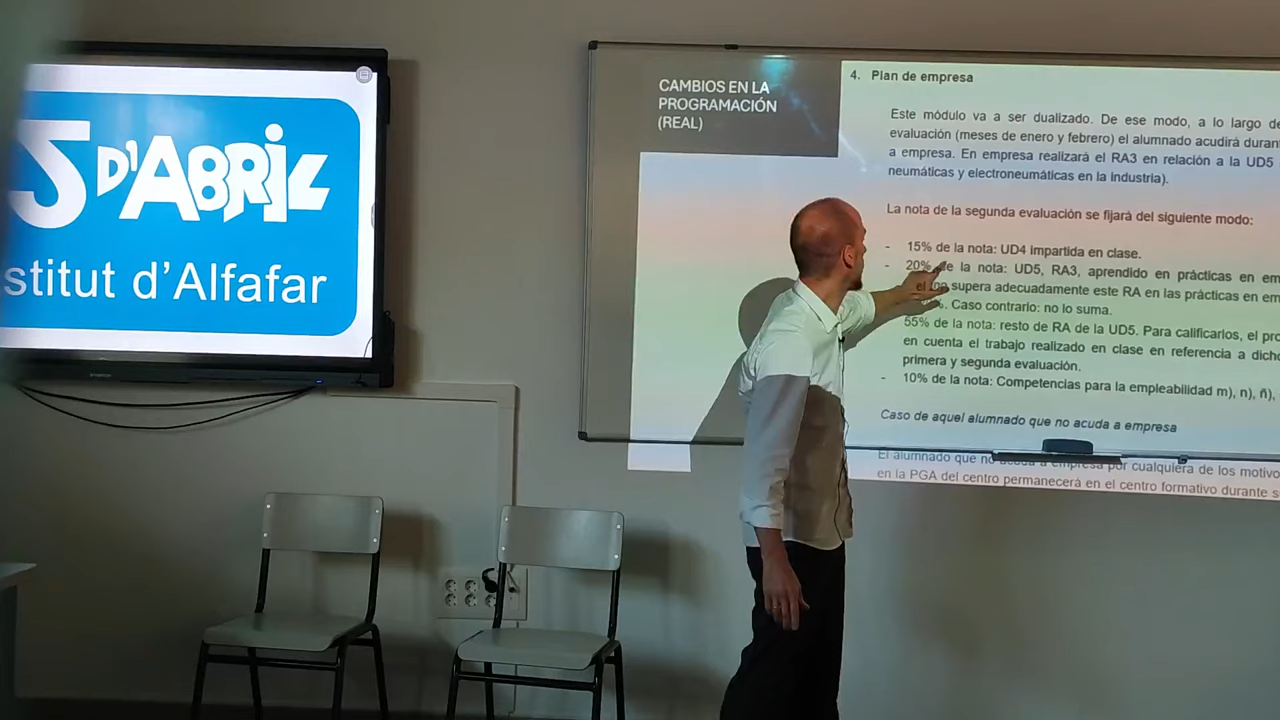 5 D'ABRIL
stitut d'Alfafar
CAMBIOS EN LA
PROGRAMACIÓN
(REAL)
4. Plan de empresa
Este módulo va a ser dualizado. De ese modo, a lo largo de
evaluación (meses de enero y febrero) el alumnado acudirá duran
a empresa. En empresa realizará el RA3 en relación a la UD5
neumáticas y electroneumáticas en la industria).
La nota de la segunda evaluación se fijará del siguiente modo:
- 15% de la nota: UD4 impartida en clase.
- 20% de la nota: UD5, RA3, aprendido en prácticas en em
supera adecuadamente este RA en las prácticas en em
Caso contrario: no lo suma.
55% de la nota: resto de RA de la UD5. Para calificarlos, el pro
en cuenta el trabajo realizado en clase en referencia a dicho
primera y segunda evaluación.
- 10% de la nota: Competencias para la empleabilidad m), n), ñ),
Caso de aquel alumnado que no acuda a empresa
El alumnado que no acuda a empresa por cualquiera de los motivo
en la PGA del centro permanecerá en el centro formativo durante s